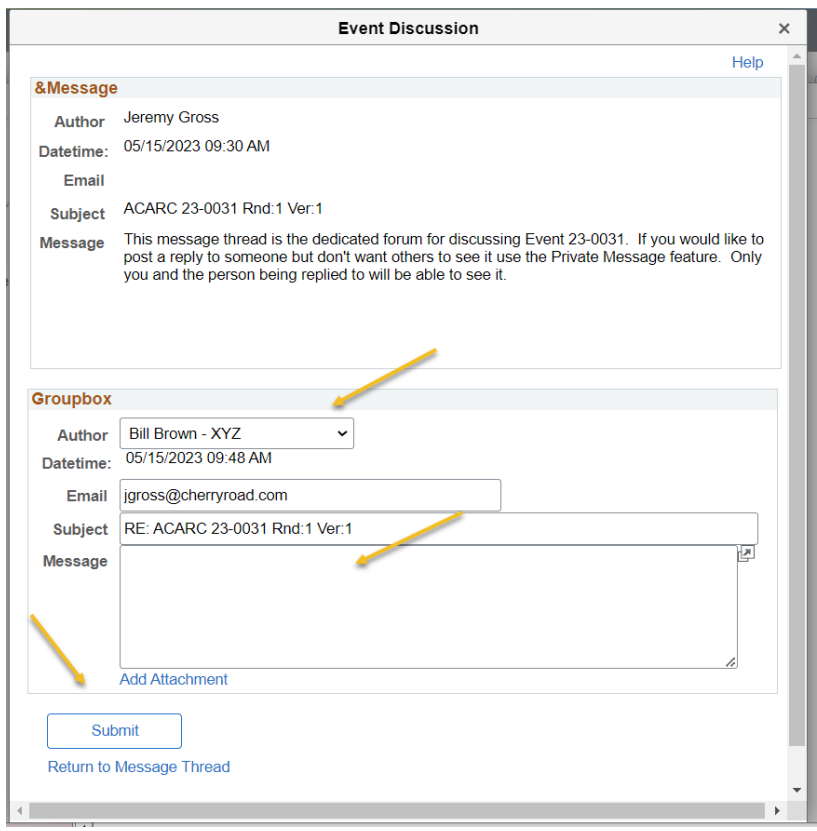 Event Discussion
Help
&Message
Author Jeremy Gross
Datetime: 05/15/2023 09:30 AM
Email
Subject ACARC 23-0031 Rnd:1 Ver:1
Message This message thread is the dedicated forum for discussing Event 23-0031. If you would like to
post a reply to someone but don't want others to see it use the Private Message feature. Only
you and the person being replied to will be able to see it.
Groupbox
Author Bill Brown - XYZ
Datetime: 05/15/2023 09:48 AM
Email jgross@cherryroad.com
Subject RE: ACARC 23-0031 Rnd:1 Ver:1
Message
Add Attachment
Submit
Return to Message Thread